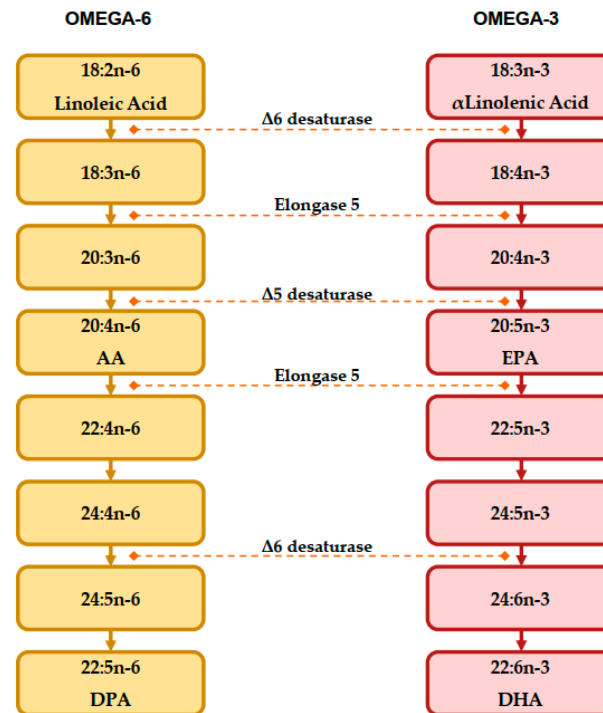 OMEGA-6
OMEGA-3
18:2n-6
Linoleic Acid
18:3n-3
αLinolenic Acid
Δ6 desaturase
18:3n-6
18:4n-3
Elongase 5
20:3n-6
20:4n-3
Δ5 desaturase
20:4n-6
AA
20:5n-3
EPA
Elongase 5
22:4n-6
22:5n-3
24:4n-6
24:5n-3
Δ6 desaturase
24:5n-6
24:6n-3
22:5n-6
DPA
22:6n-3
DHA